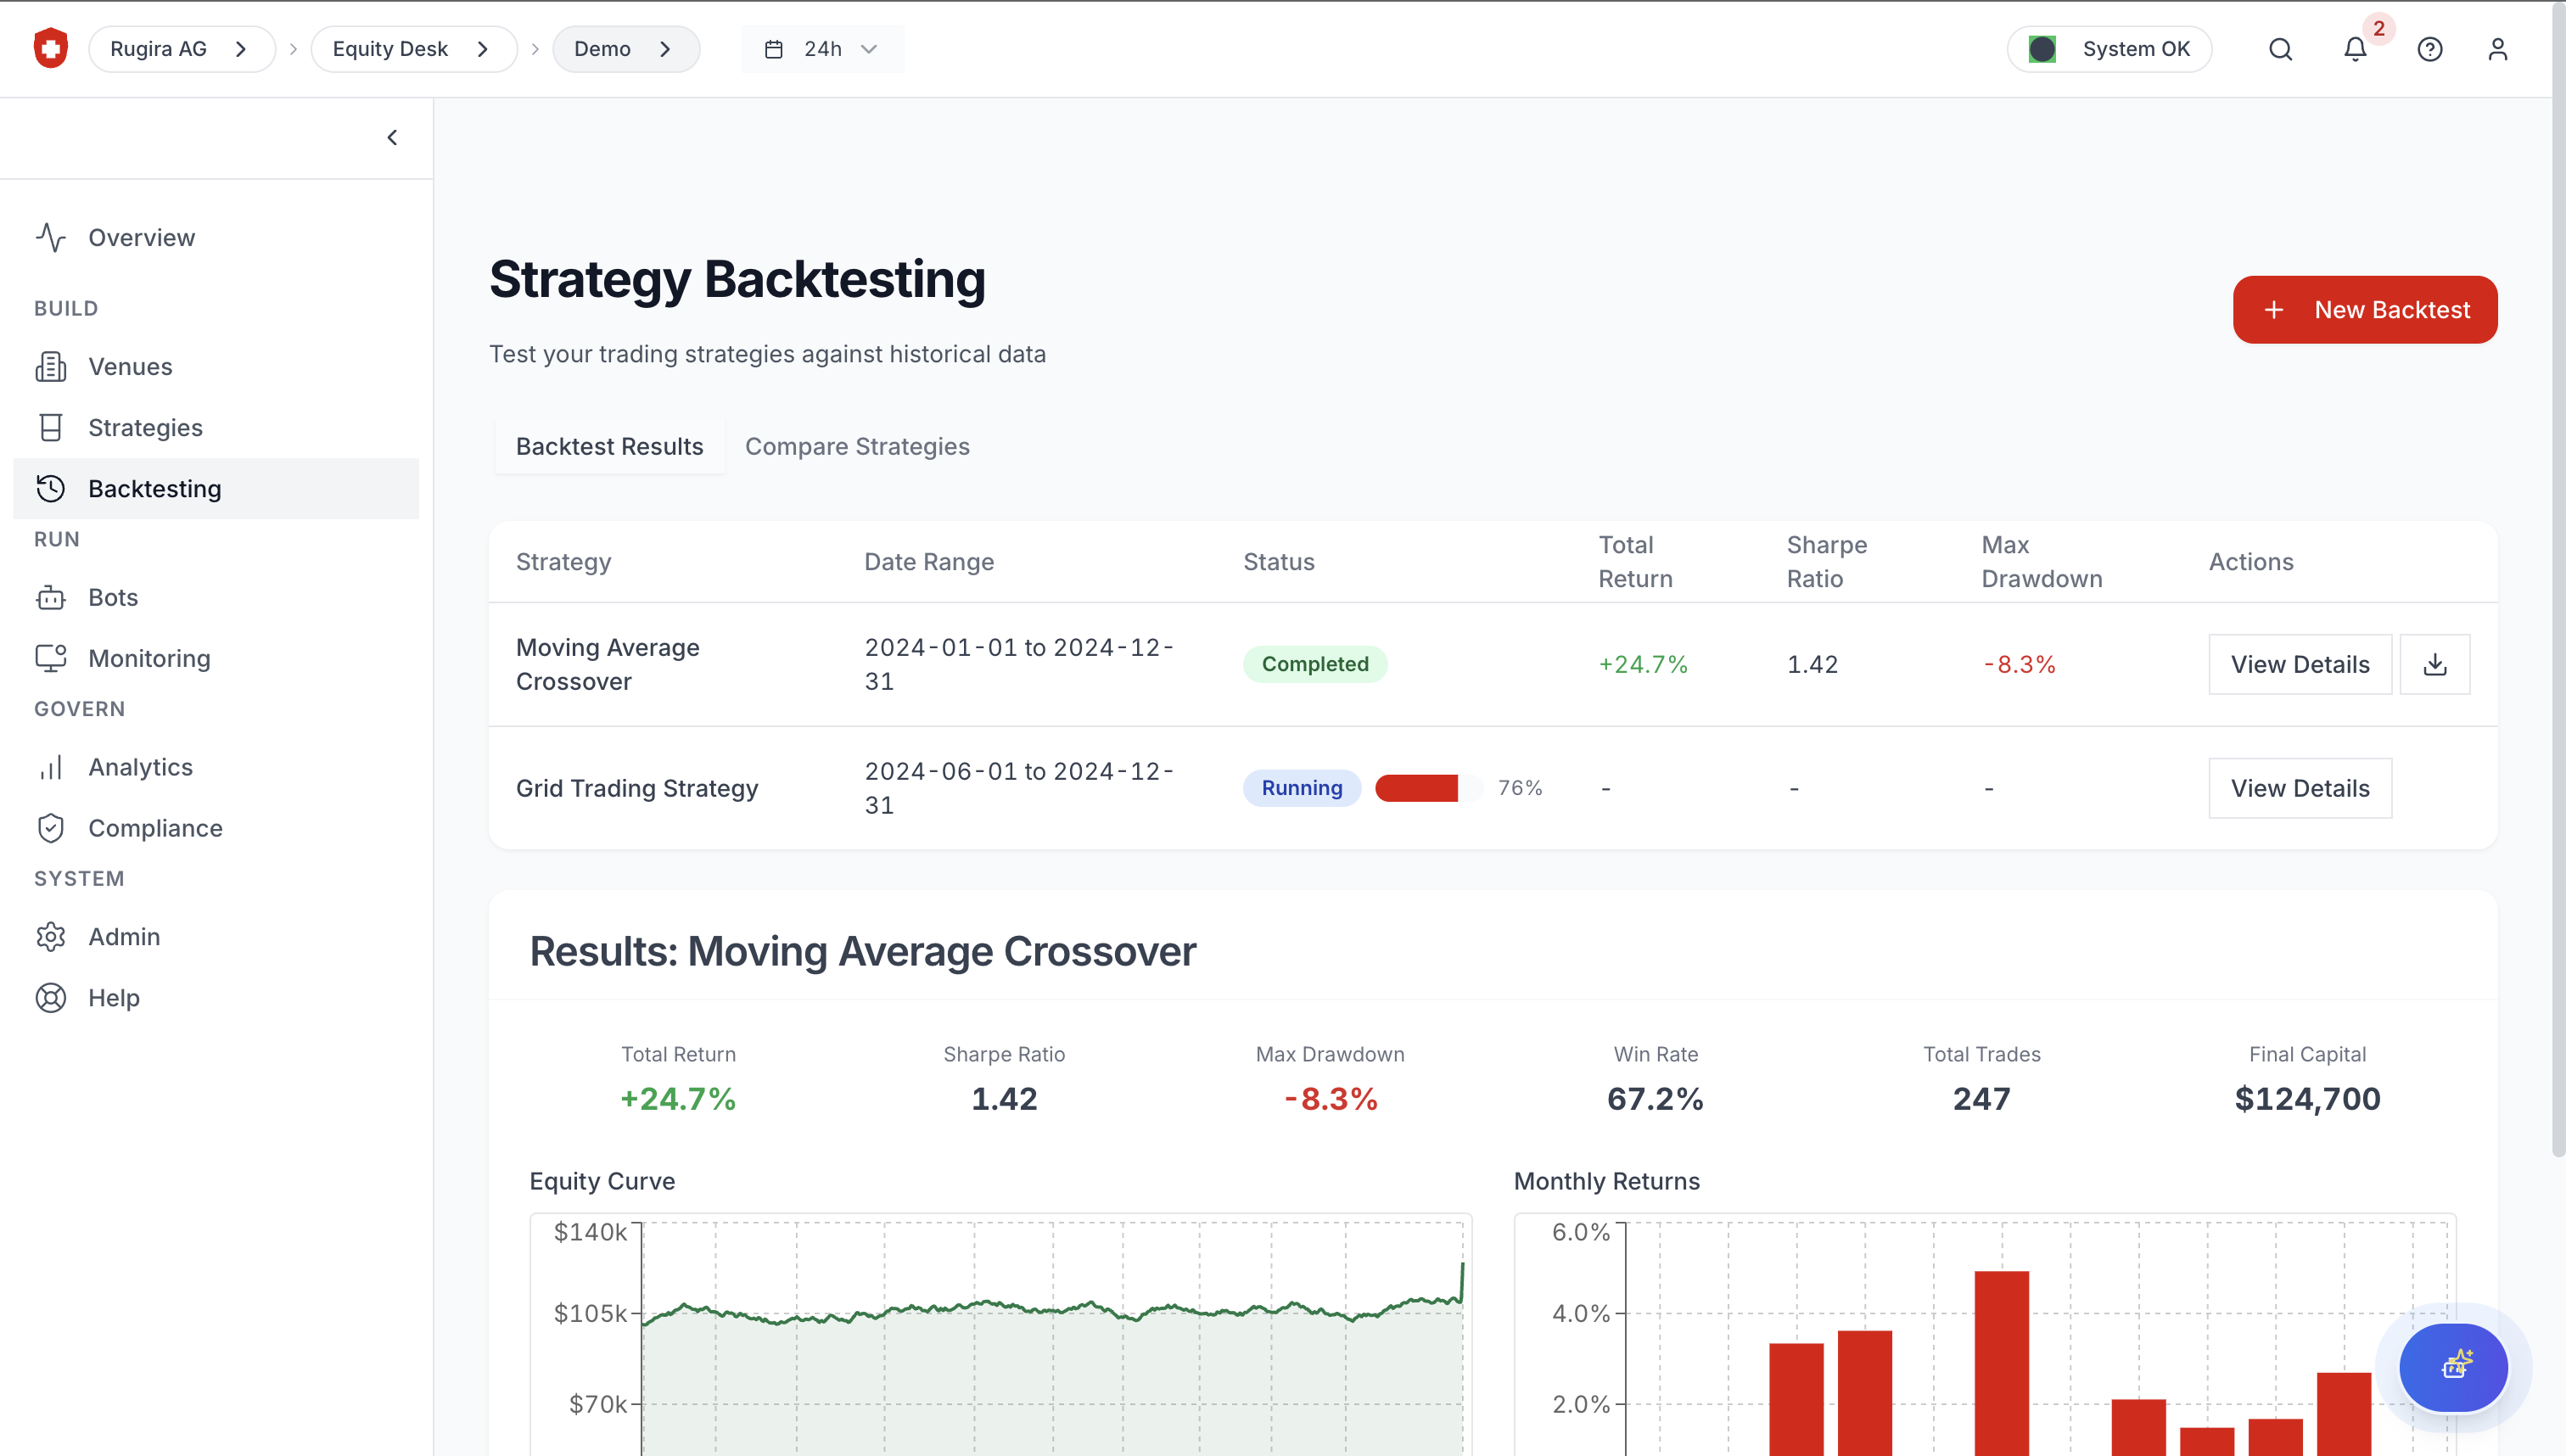 Rugira AG
Equity Desk
Demo
24h
System OK
2
Overview
BUILD
Venues
Strategies
Backtesting
RUN
Bots
Monitoring
GOVERN
Analytics
Compliance
SYSTEM
Admin
Help
Strategy Backtesting
Test your trading strategies against historical data
New Backtest
Backtest Results
Compare Strategies
Strategy
Date Range
Status
Total
Return
Sharpe
Ratio
Max
Drawdown
Actions
Moving Average
Crossover
2024-01-01 to 2024-12-
31
Completed
+24.7%
1.42
-8.3%
View Details
Grid Trading Strategy
2024-06-01 to 2024-12-
31
Running
76%
-
-
-
View Details
Results: Moving Average Crossover
Total Return
+24.7%
Sharpe Ratio
1.42
Max Drawdown
-8.3%
Win Rate
67.2%
Total Trades
247
Final Capital
$124,700
Equity Curve
$140k
$105k
$70k
Monthly Returns
6.0%
4.0%
2.0%